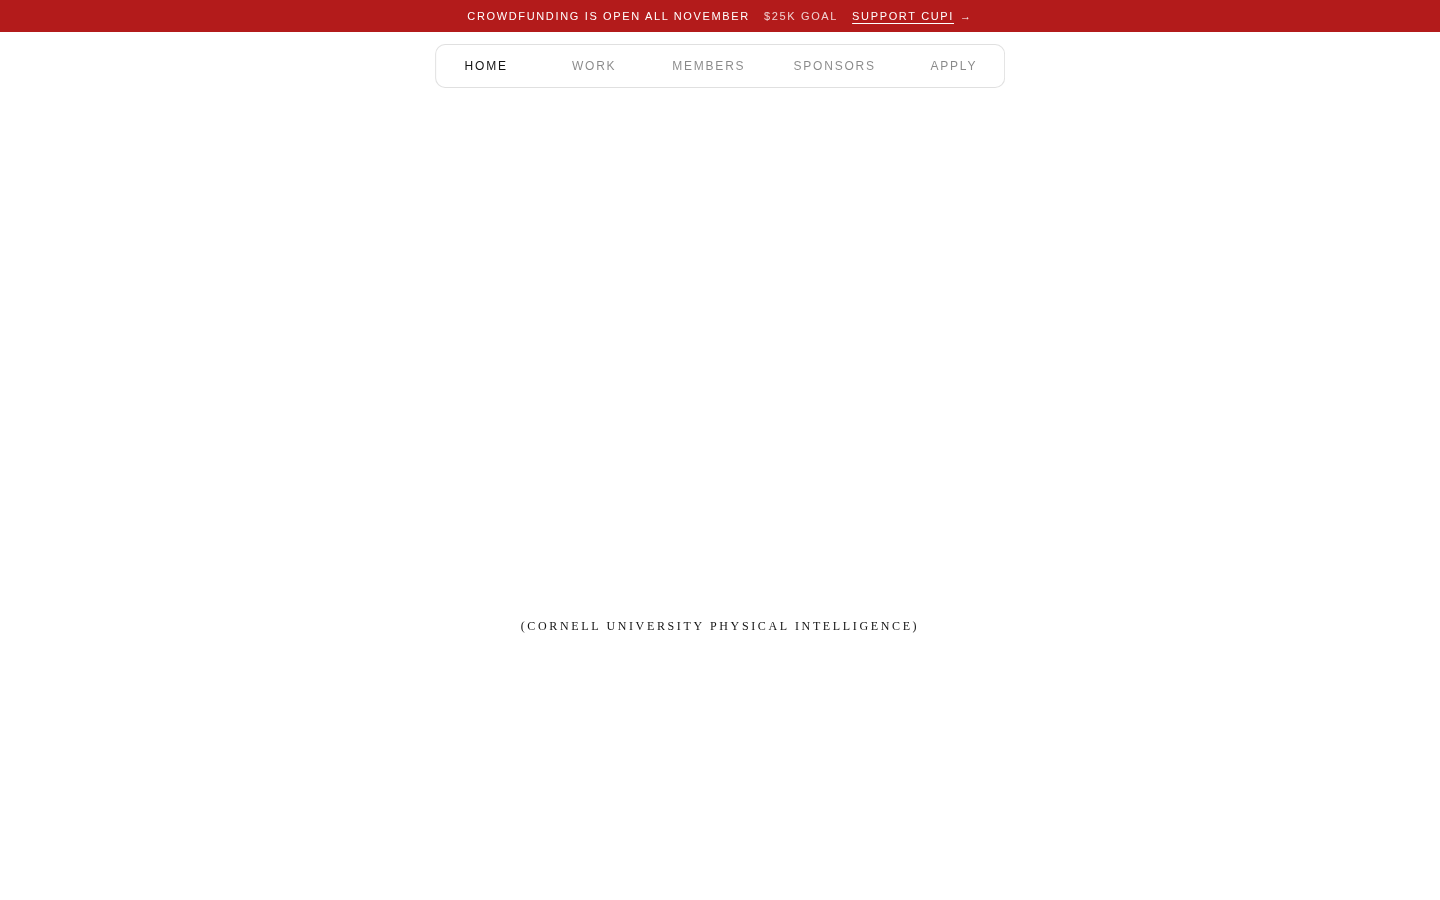 CROWDFUNDING IS OPEN ALL NOVEMBER $25K GOAL SUPPORT CUPI →
HOME WORK MEMBERS SPONSORS APPLY
(CORNELL UNIVERSITY PHYSICAL INTELLIGENCE)